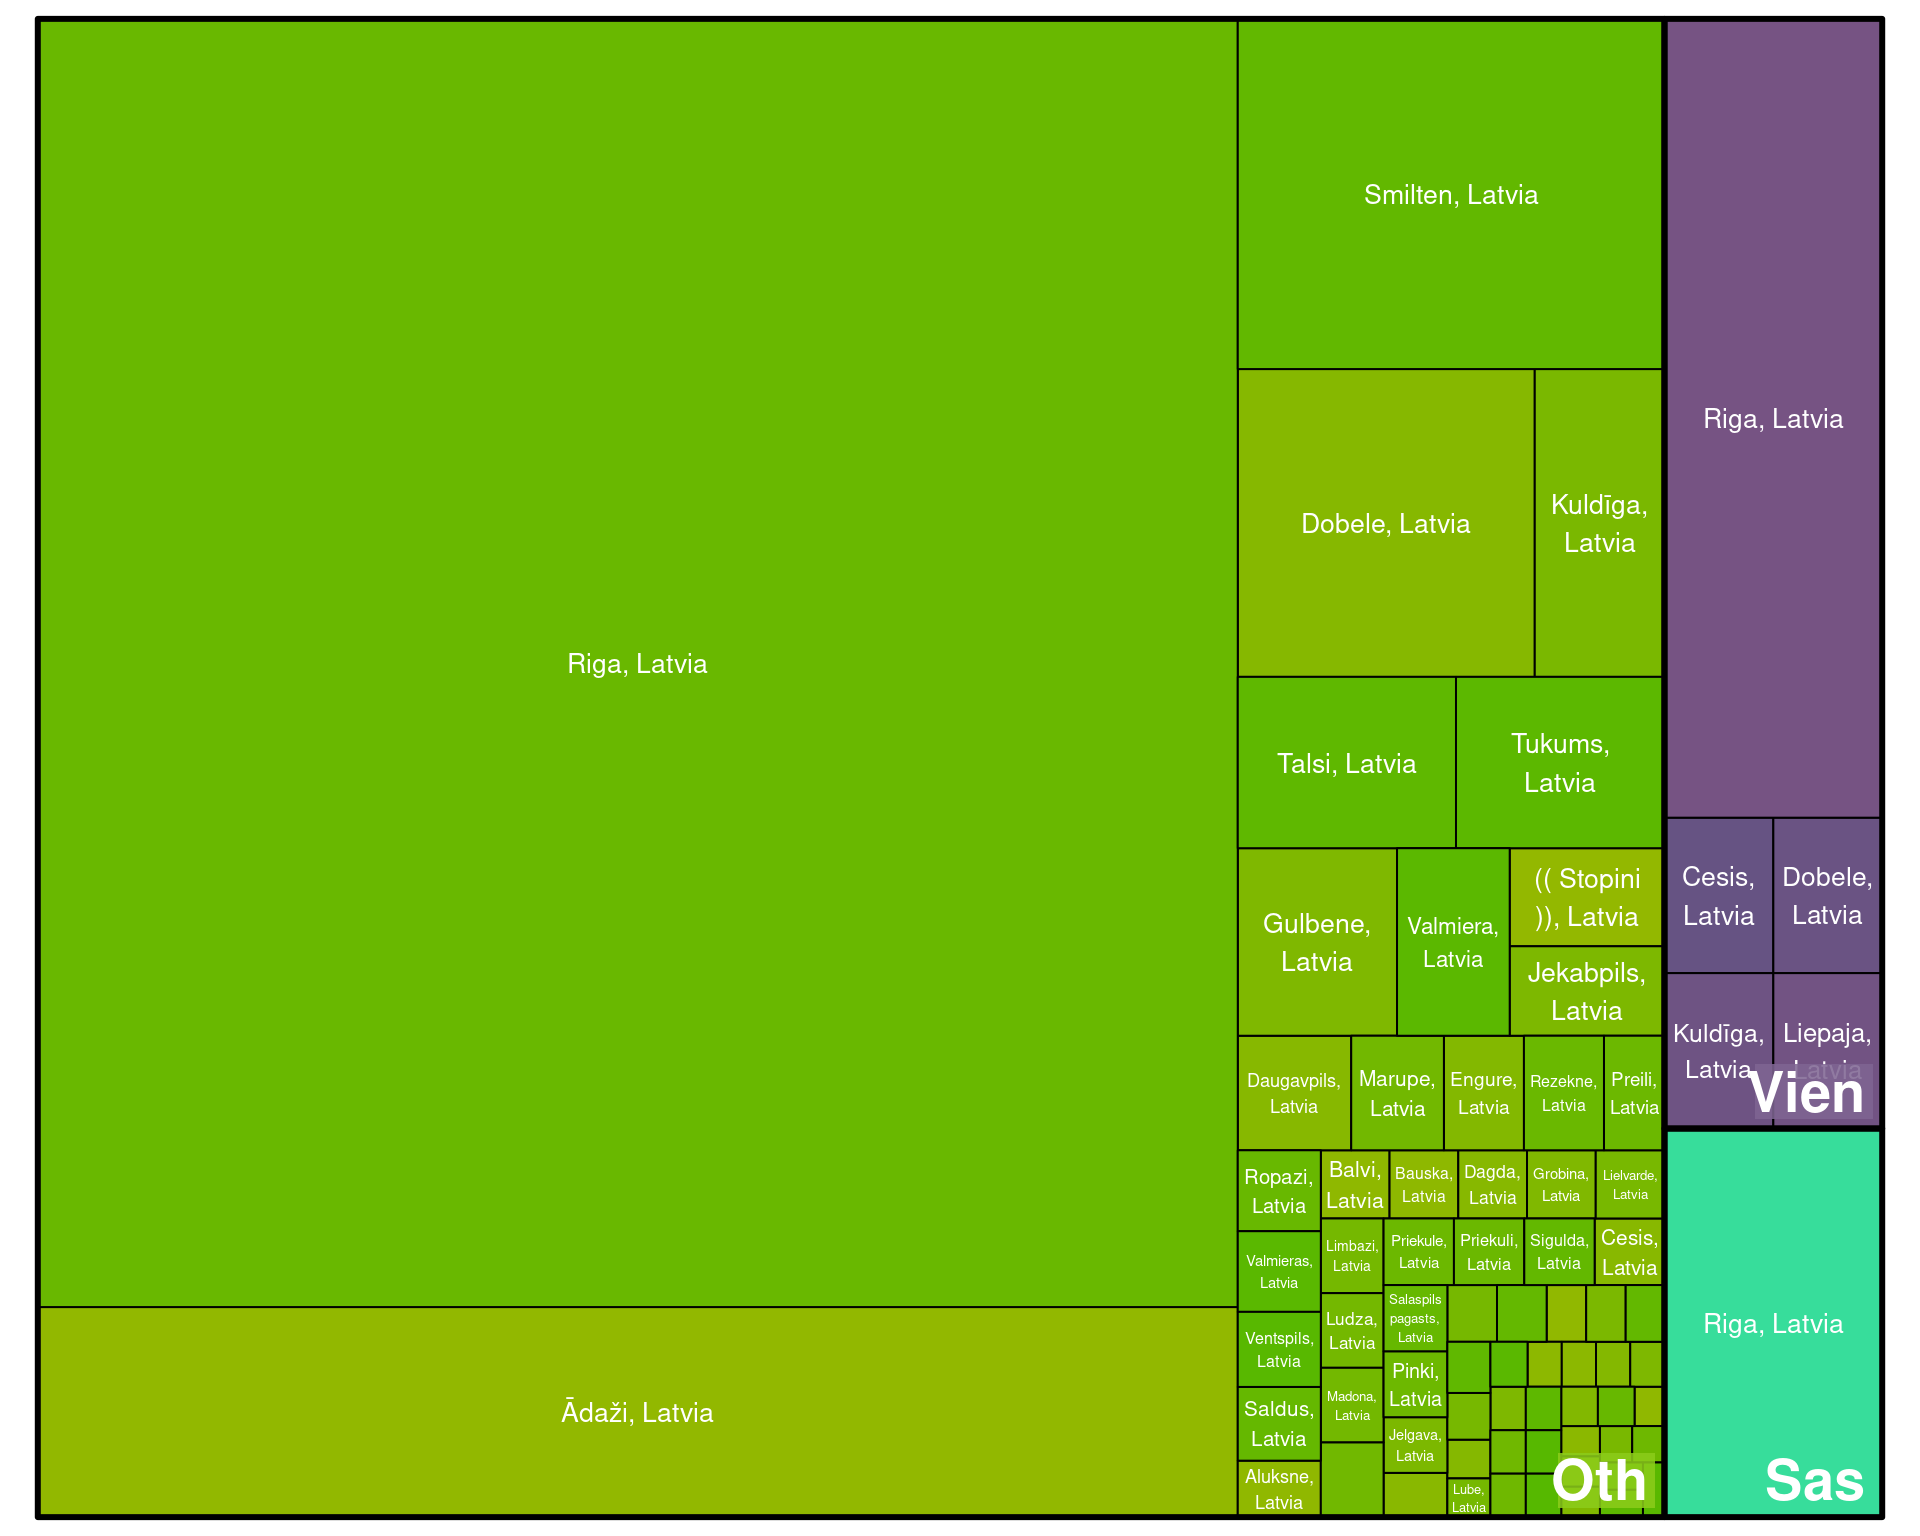 Riga, Latvia
Ādaži, Latvia
Smilten, Latvia
Dobele, Latvia
Kuldīga,
Latvia
Talsi, Latvia
Tukums,
Latvia
Gulbene,
Latvia
Valmiera,
Latvia
(( Stopini
)), Latvia
Jekabpils,
Latvia
Daugavpils,
Latvia
Marupe,
Latvia
Engure,
Latvia
Rezekne,
Latvia
Preili,
Latvia
Ropazi,
Latvia
Balvi,
Latvia
Bauska,
Latvia
Dagda,
Latvia
Grobina,
Latvia
Lielvarde,
Latvia
Valmieras,
Latvia
Limbazi,
Latvia
Priekule,
Latvia
Priekuli,
Latvia
Sigulda,
Latvia
Cesis,
Latvia
Ventspils,
Latvia
Ludza,
Latvia
Salaspils
pagasts,
Latvia
Pinki,
Latvia
Saldus,
Latvia
Madona,
Latvia
Jelgava,
Latvia
Aluksne,
Latvia
Lube,
Latvia
Oth
Riga, Latvia
Cesis,
Latvia
Dobele,
Latvia
Kuldīga,
Latvia
Liepaja,
Latvia
Vien
Riga, Latvia
Sas